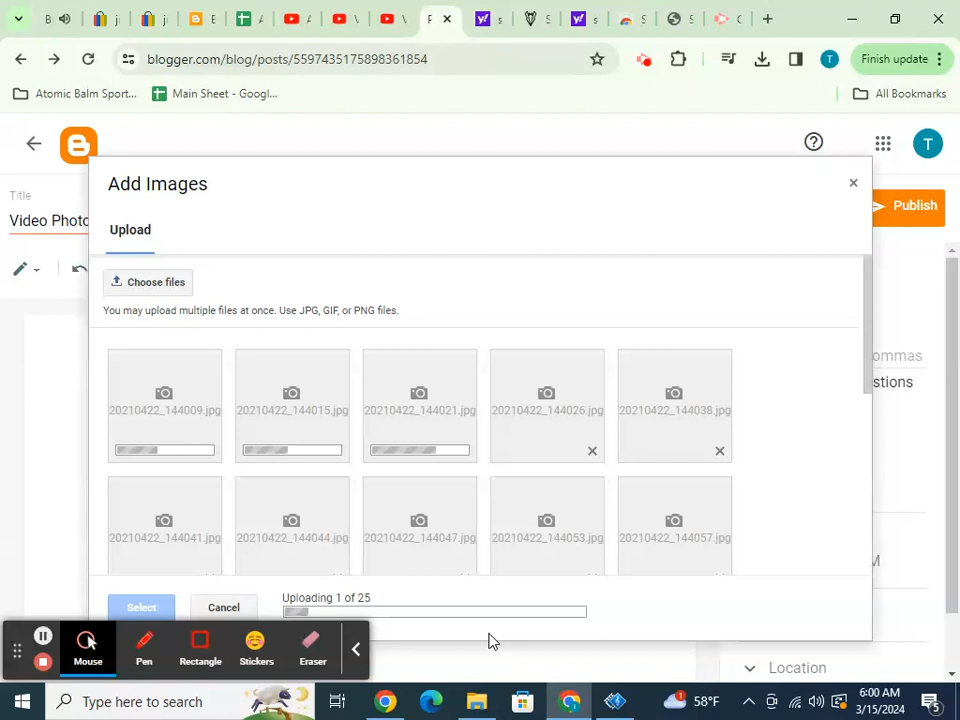 Finish update
blogger.com/blog/posts/5597435175898361854
T
Atomic Balm Sport...
Main Sheet - Googl...
All Bookmarks
T
Title
Video Photo
Publish
Add Images
Upload
Choose files
You may upload multiple files at once. Use JPG, GIF, or PNG files.
ommas
stions
20210422_144009.jpg
20210422_144015.jpg
20210422_144021.jpg
20210422_144026.jpg
20210422_144038.jpg
20210422_144041.jpg
20210422_144044.jpg
20210422_144047.jpg
20210422_144053.jpg
20210422_144057.jpg
M
Uploading 1 of 25
Select
Cancel
Mouse
Pen
Rectangle
Stickers
Eraser
Location
Type here to search
58°F
6:00 AM
3/15/2024
5